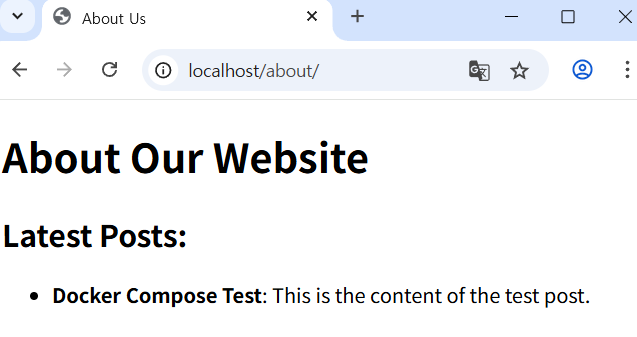 About Us
localhost/about/
About Our Website
Latest Posts:
Docker Compose Test: This is the content of the test post.